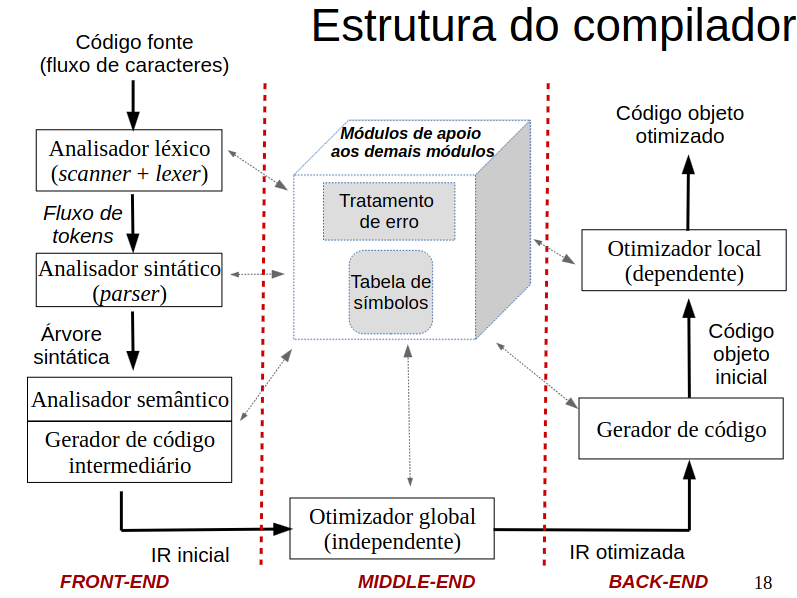 Estrutura do compilador
Código fonte
(fluxo de caracteres)
Analisador léxico
(scanner + lexer)
Fluxo de
tokens
Analisador sintático
(parser)
Árvore
sintática
Analisador semântico
Gerador de código
intermediário
IR inicial
FRONT-END
Módulos de apoio
aos demais módulos
Tratamento
de erro
Tabela de
símbolos
Otimizador global
(independente)
MIDDLE-END
Código objeto
otimizado
Otimizador local
(dependente)
Código
objeto
inicial
Gerador de código
IR otimizada
BACK-END
18